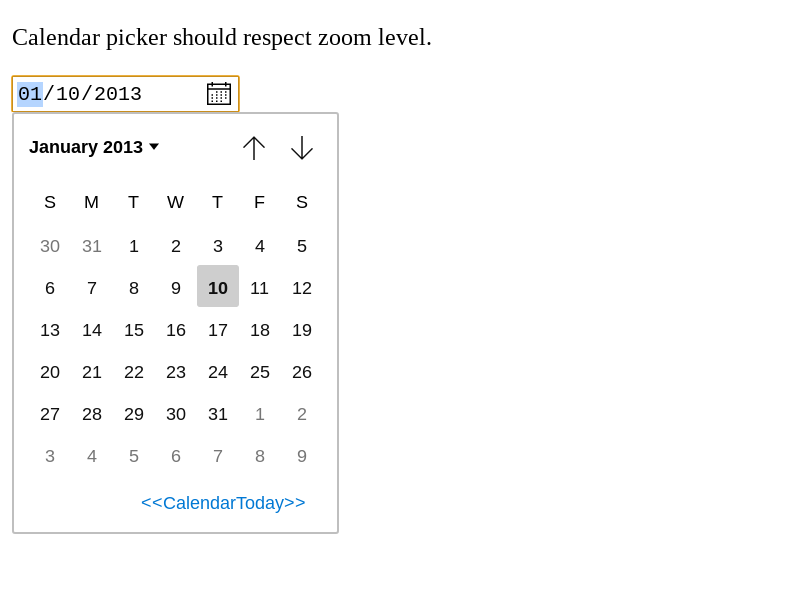 Calendar picker should respect zoom level.
01/10/2013
January 2013
S M T W T F S
30 31 1 2 3 4 5
6 7 8 9 10 11 12
13 14 15 16 17 18 19
20 21 22 23 24 25 26
27 28 29 30 31 1 2
3 4 5 6 7 8 9
<<CalendarToday>>